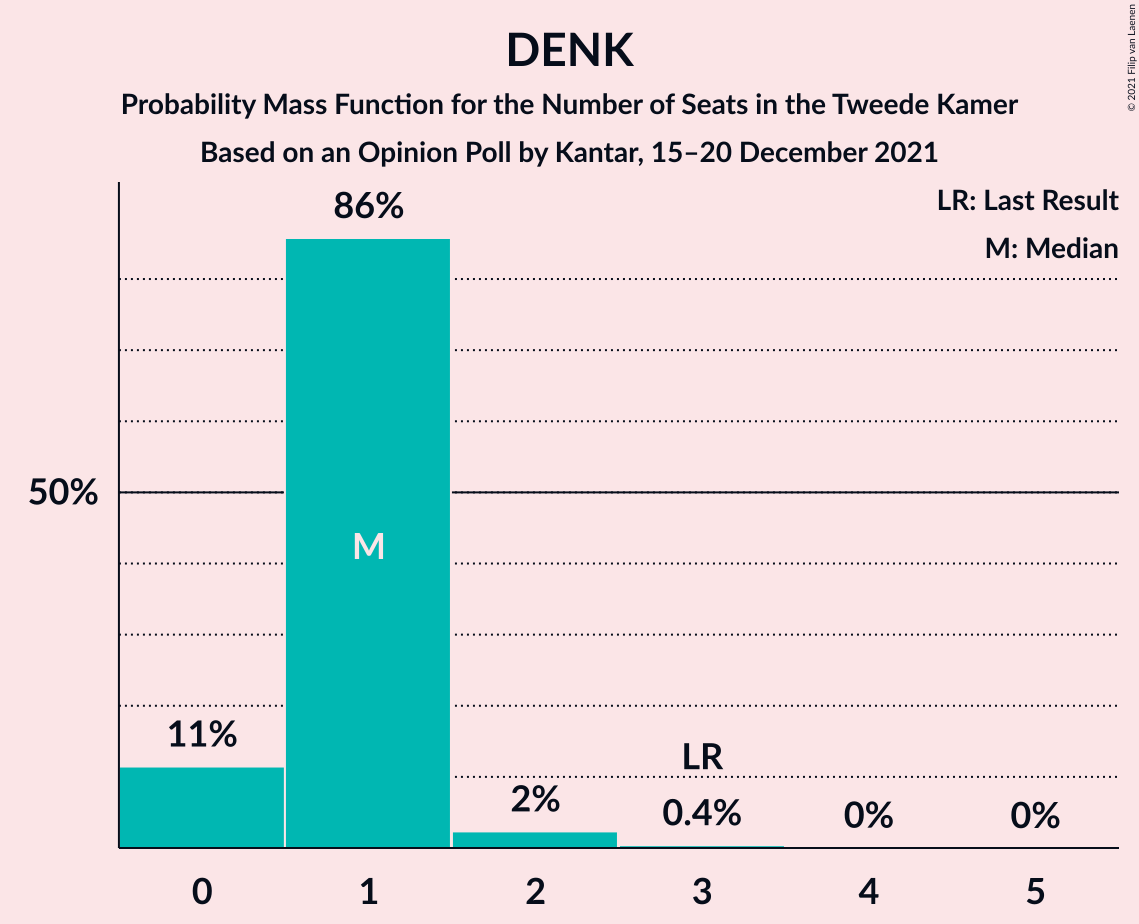 DENK
Probability Mass Function for the Number of Seats in the Tweede Kamer
Based on an Opinion Poll by Kantar, 15–20 December 2021
© 2021 Filip van Laenen
LR: Last Result
M: Median
86%
50%
M
11%
LR
2%
0.4%
0%
0%
0 1 2 3 4 5